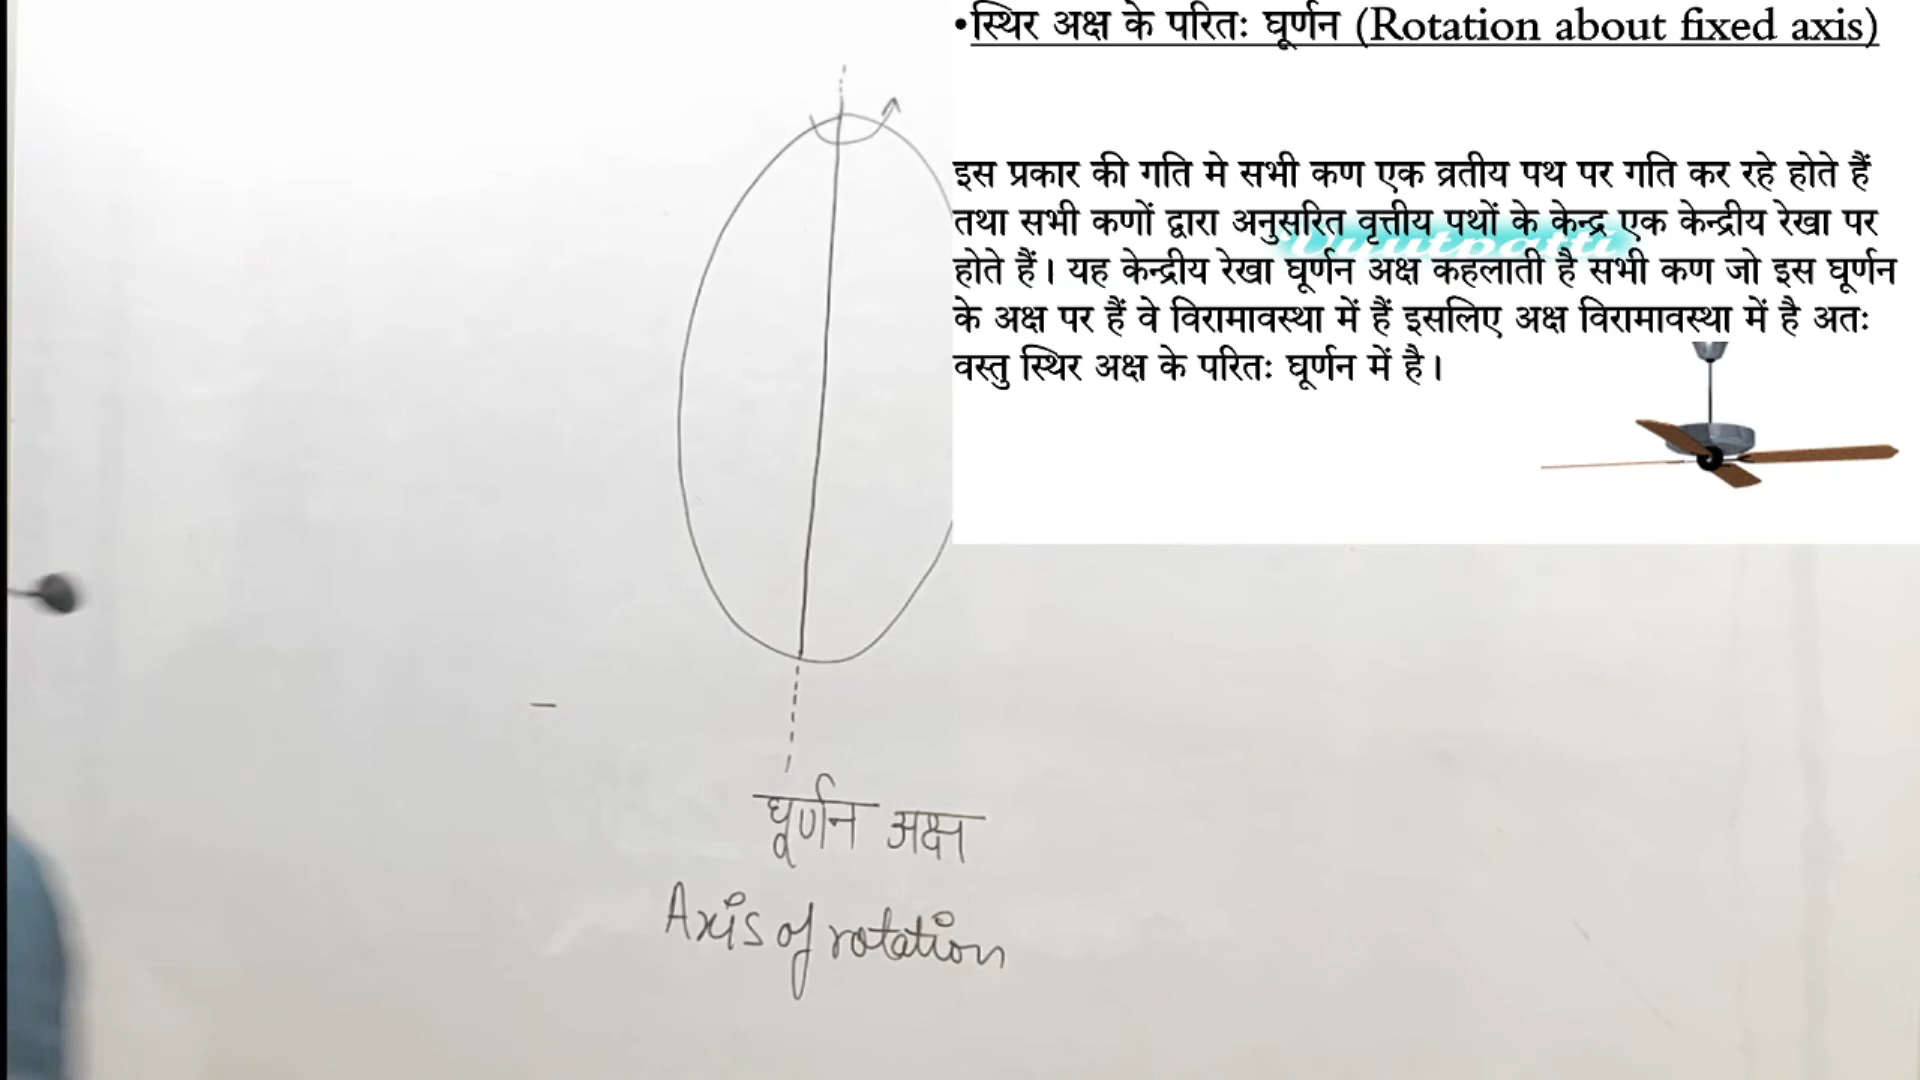 •स्थिर अक्ष के परितः घूर्णन (Rotation about fixed axis)
इस प्रकार की गति मे सभी कण एक व्रतीय पथ पर गति कर रहे होते हैं
तथा सभी कणों द्वारा अनुसरित वृत्तीय पथों के केन्द्र एक केन्द्रीय रेखा पर
होते हैं। यह केन्द्रीय रेखा घूर्णन अक्ष कहलाती है सभी कण जो इस घूर्णन
के अक्ष पर हैं वे विरामावस्था में हैं इसलिए अक्ष विरामावस्था में है अतः
वस्तु स्थिर अक्ष के परितः घूर्णन में है।
घूर्णन अक्ष
Axis of rotation